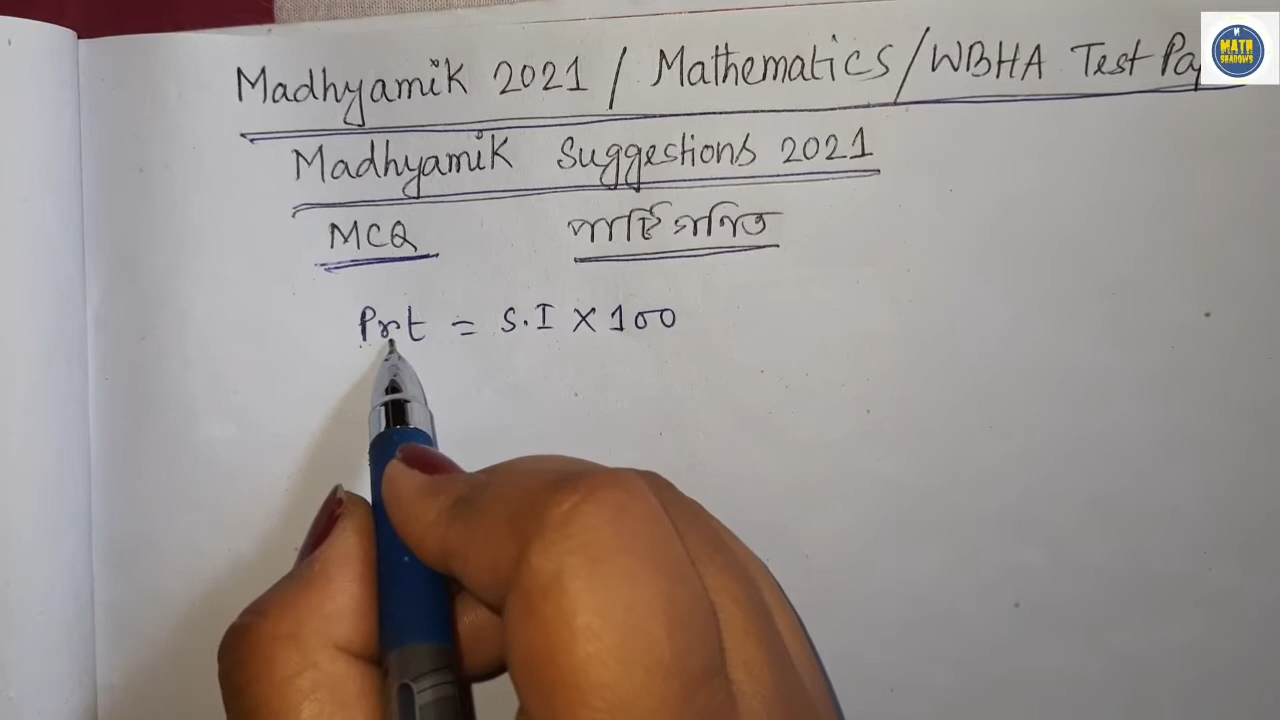 Madhyamik 2021 / Mathematics / WBHA Test Pa
Madhyamik Suggestions 2021
MCQ পাটিগণিত
Prt = S.I × 100
M
MATH
SHADOWS